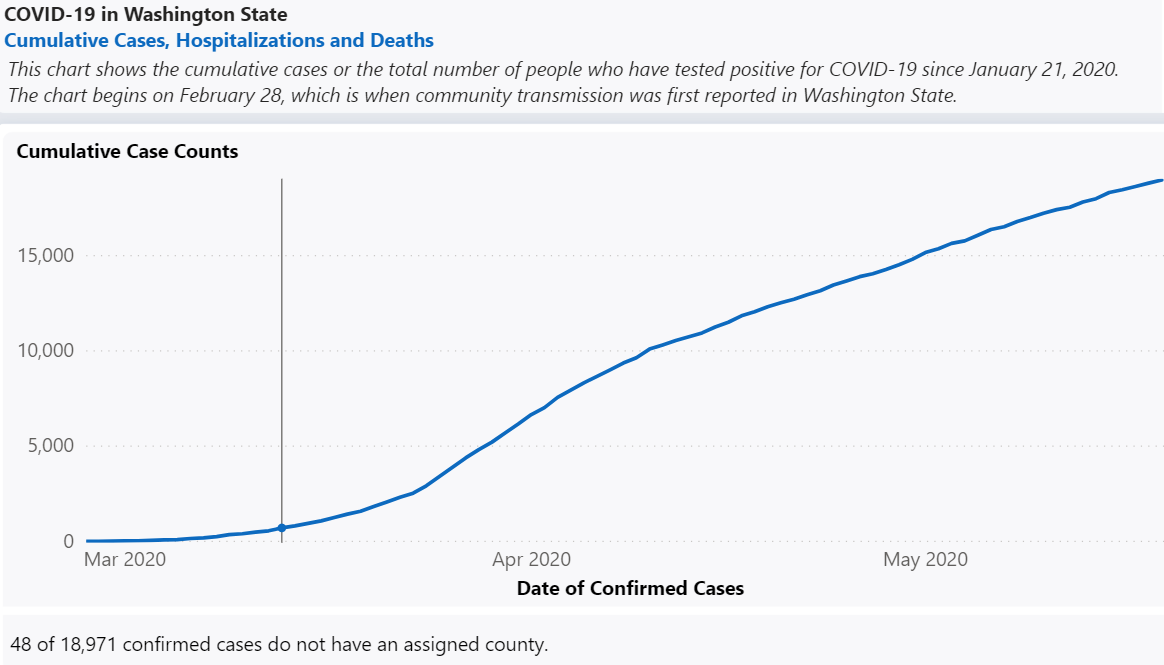 COVID-19 in Washington State
Cumulative Cases, Hospitalizations and Deaths
This chart shows the cumulative cases or the total number of people who have tested positive for COVID-19 since January 21, 2020.
The chart begins on February 28, which is when community transmission was first reported in Washington State.
Cumulative Case Counts
15,000
10,000
5,000
0
Mar 2020 Apr 2020 May 2020
Date of Confirmed Cases
48 of 18,971 confirmed cases do not have an assigned county.